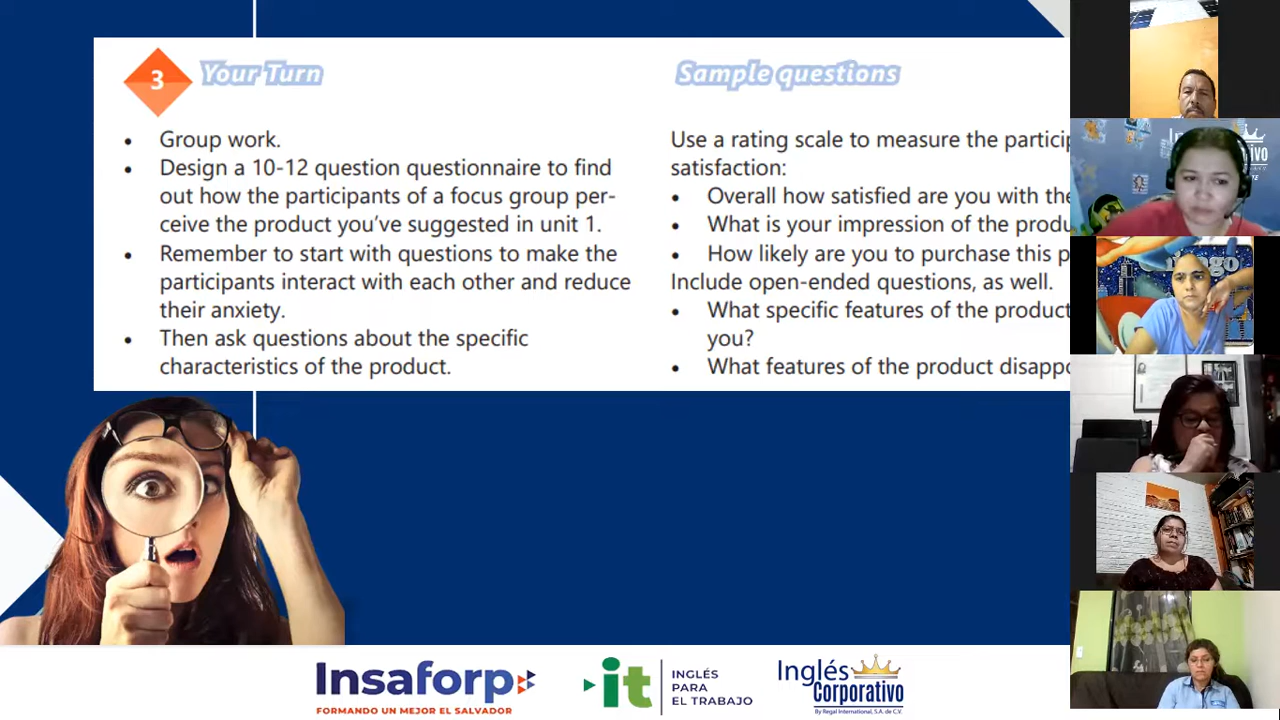 3
Your Turn
• Group work.
• Design a 10-12 question questionnaire to find
out how the participants of a focus group per-
ceive the product you've suggested in unit 1.
• Remember to start with questions to make the
participants interact with each other and reduce
their anxiety.
• Then ask questions about the specific
characteristics of the product.
Sample questions
Use a rating scale to measure the
satisfaction:
• Overall how satisfied are you with
• What is your impression of the
• How likely are you to purchase this
Include open-ended questions, as well.
• What specific features of the product
you?
• What features of the product
Insaforp
FORMANDO UN MEJOR EL SALVADOR
it
INGLÉS
PARA
EL TRABAJO
Inglés
Corporativo
By Regal International, S.A. de C.V.